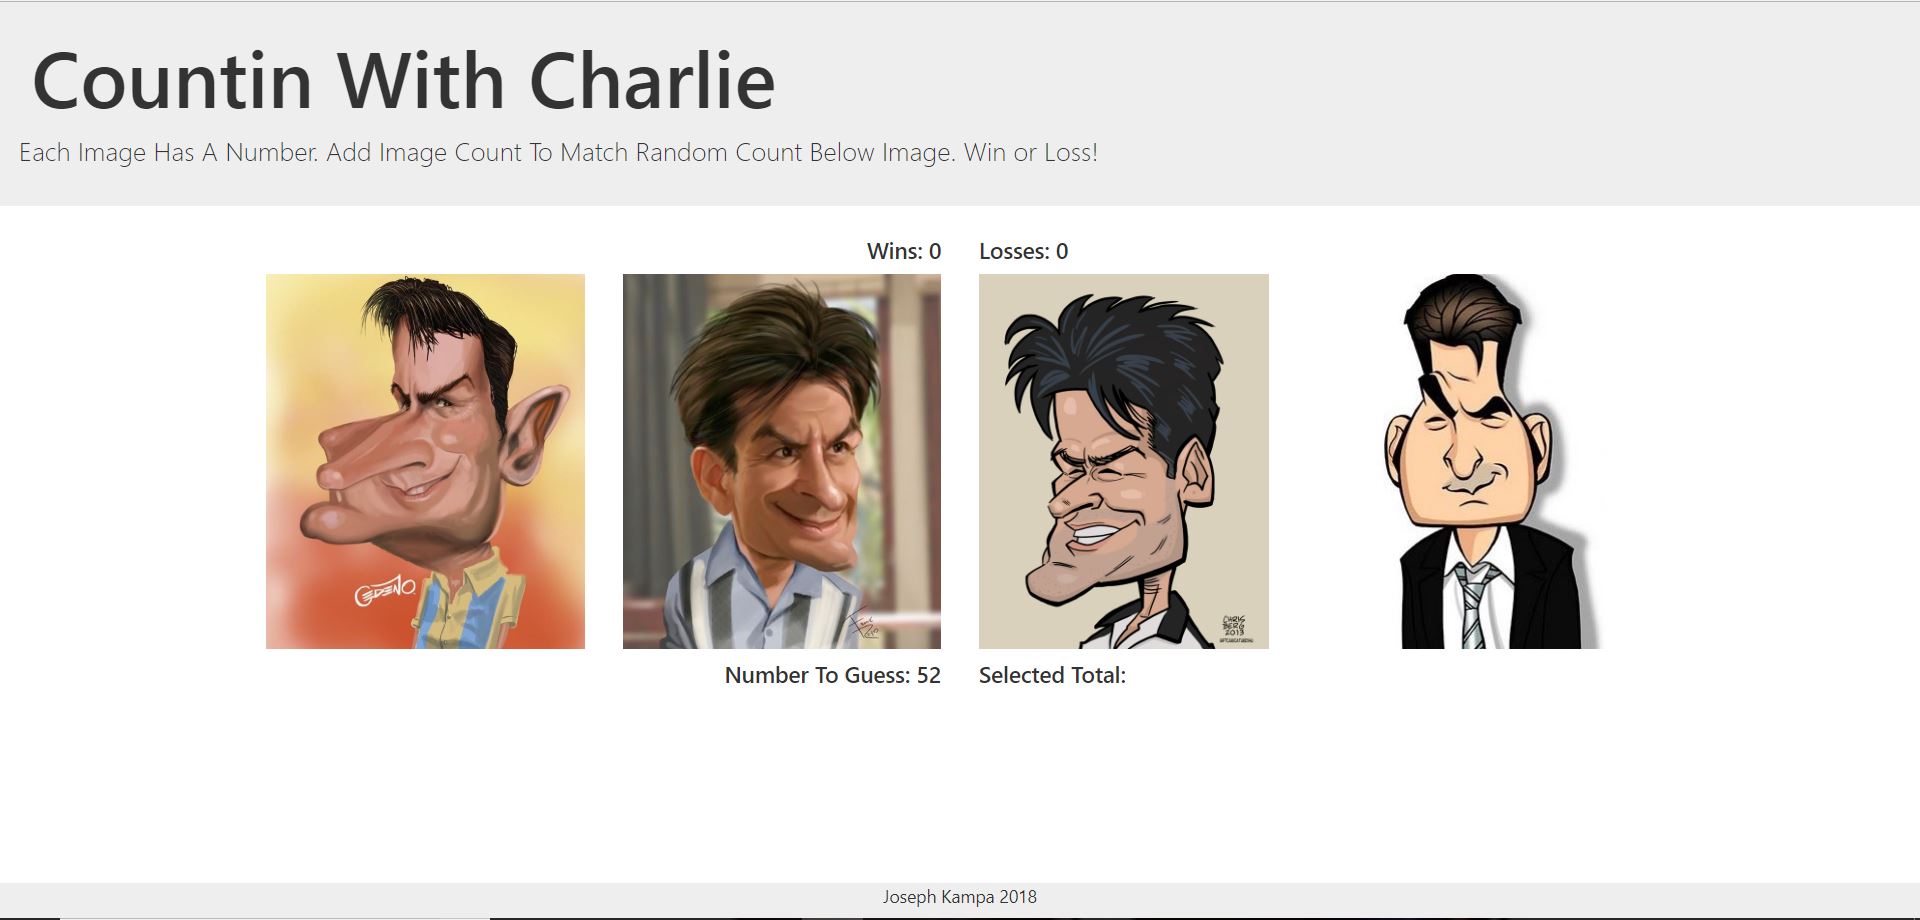 Countin With Charlie
Each Image Has A Number. Add Image Count To Match Random Count Below Image. Win or Loss!
Wins: 0
Losses: 0
CEDENO
CHRIS
BERG
2013
Number To Guess: 52
Selected Total:
Joseph Kampa 2018